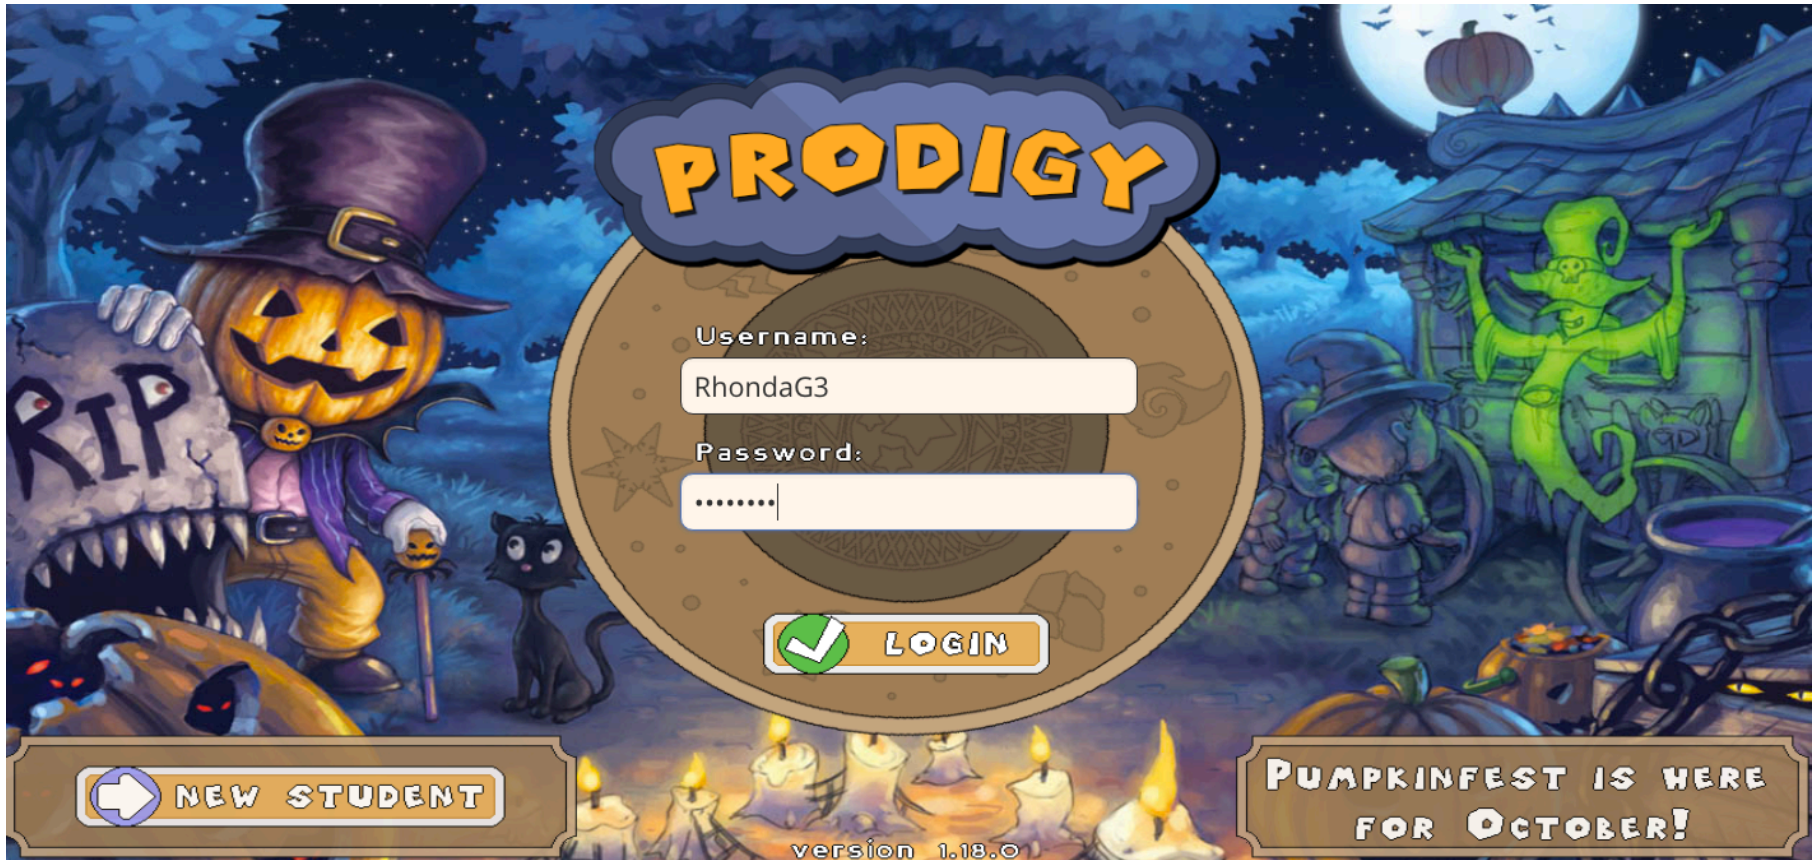 PRODIGY
Username:
RhondaG3
Password:
••••••••
LOGIN
RIP
NEW STUDENT
PUMPKINFEST IS HERE
FOR OCTOBER!
version 1.18.0